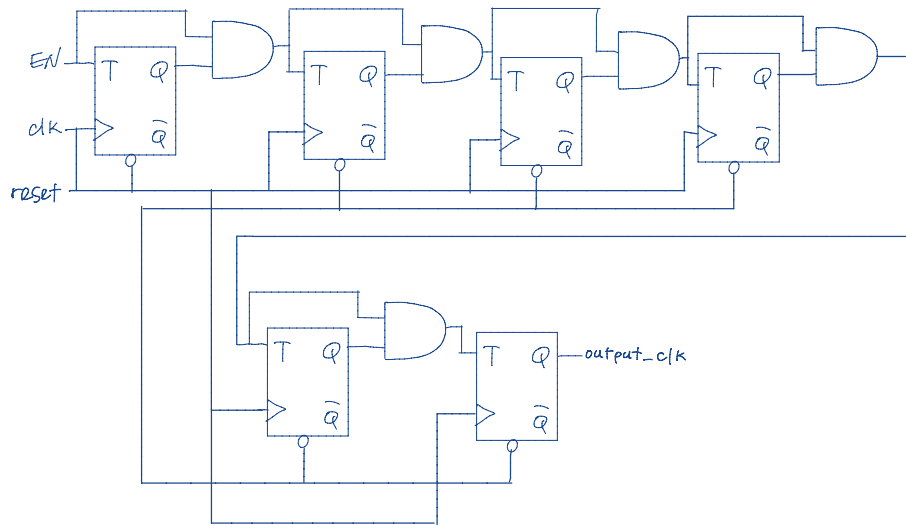 EN T Q T Q T Q T Q
clk Q̅ Q̅ Q̅ Q̅
reset
T Q T Q output_clk
Q̅ Q̅